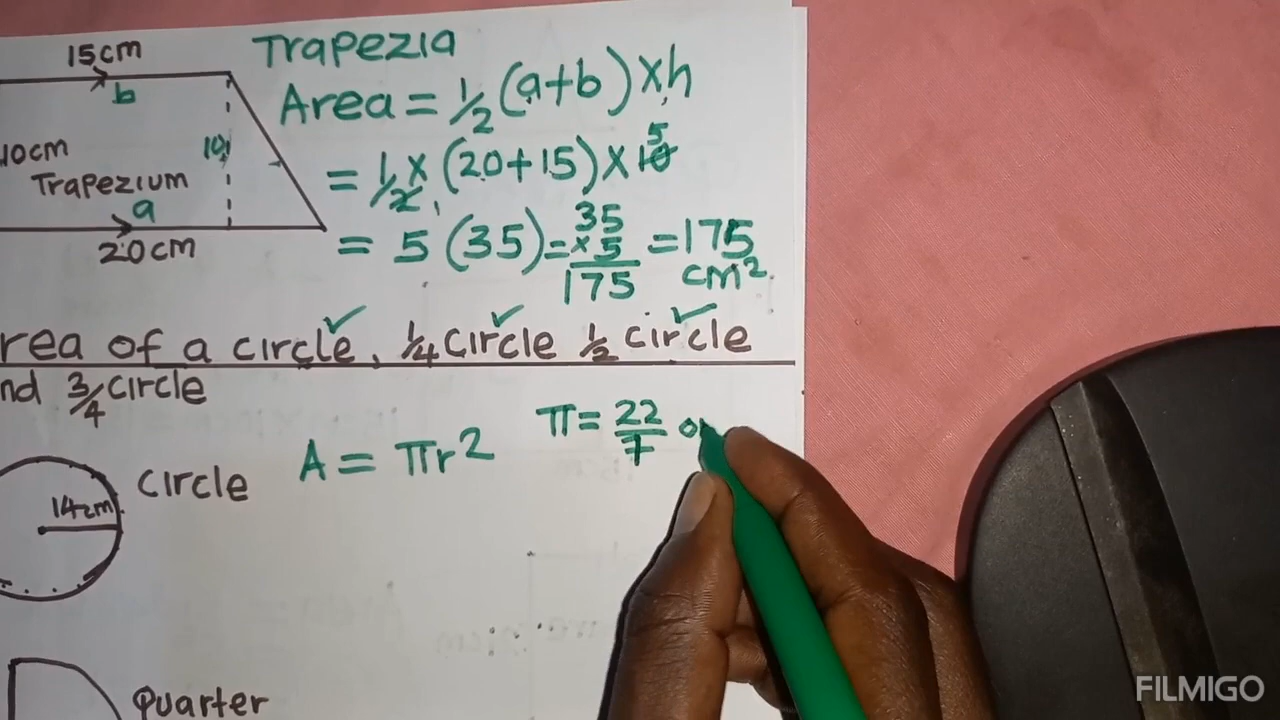 15cm
b
Trapezia
Area = 1/2 (a+b) × h
10cm
10
= 1/2 × (20+15) × 10 5
1
Trapezium
a
20cm
= 5 (35) = 35 × 5 175 = 175 cm².
rea of a circle, 1/4 circle 1/2 circle
nd 3/4 circle
A = πr²
π = 22/7 o
circle
14cm
Quarter
FILMIGO